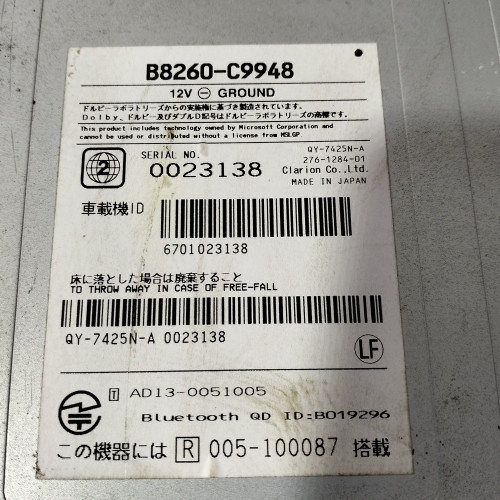 B8260-C9948
12V ⊖ GROUND
ドルビーラボラトリーズからの実施権に基づき製造されています。
Dolby、ドルビー及びダブルD記号はドルビーラボラトリーズの商標です。
This product includes technology owned by Microsoft Corporation and
cannot be used or distributed without a license from MSLGP
2
SERIAL NO.
0023138
QY-7425N-A
276-1284-01
Clarion Co.,Ltd.
MADE IN JAPAN
車載機ID
6701023138
床に落とした場合は廃棄すること
TO THROW AWAY IN CASE OF FREE-FALL
QY-7425N-A 0023138
LF
T AD13-0051005
Bluetooth QD ID:B019296
この機器には R 005-100087 搭載